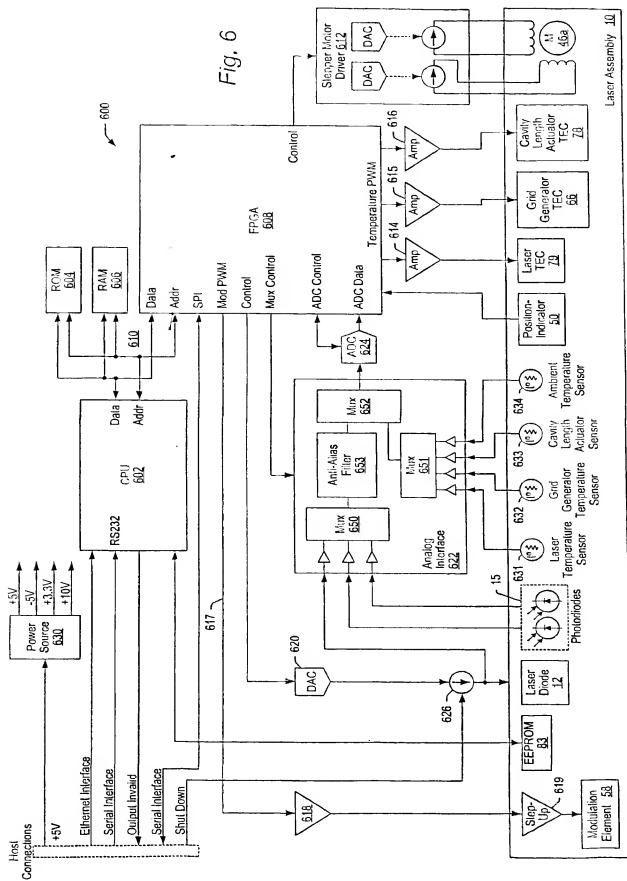 Fig. 6
600
Host
Connections
+5V
Power
Source
630
+5V
-5V
+3.3V
+10V
Ethernet Interface
Serial Interface
Output Invalid
Serial Interface
Shut Down
RS232
CPU
602
Data
Addr
ROM
604
RAM
606
610
Data
Addr
SPI
Mod PWM
Control
Mux Control
ADC Control
ADC Data
FPGA
608
Control
Temperature PWM
Stepper Motor
Driver 612
DAC
DAC
617
618
620
DAC
626
Mux
650
Anti-Alias
Filter
653
Mux
652
Mux
651
Analog
Interface
622
ADC
624
614
Amp
615
Amp
616
Amp
Step-
Up
619
Modulation
Element 58
EEPROM
83
Laser
Diode
12
15
Photodiodes
631
Laser
Temperature
Sensor
632
Grid
Generator
Temperature
Sensor
633
Cavity
Length
Actuator
Sensor
634
Ambient
Temperature
Sensor
Position-
Indicator
50
Laser
TEC
79
Grid
Generator
TEC
66
Cavity
Length
Actuator
TEC
78
M
46a
Laser Assembly 10